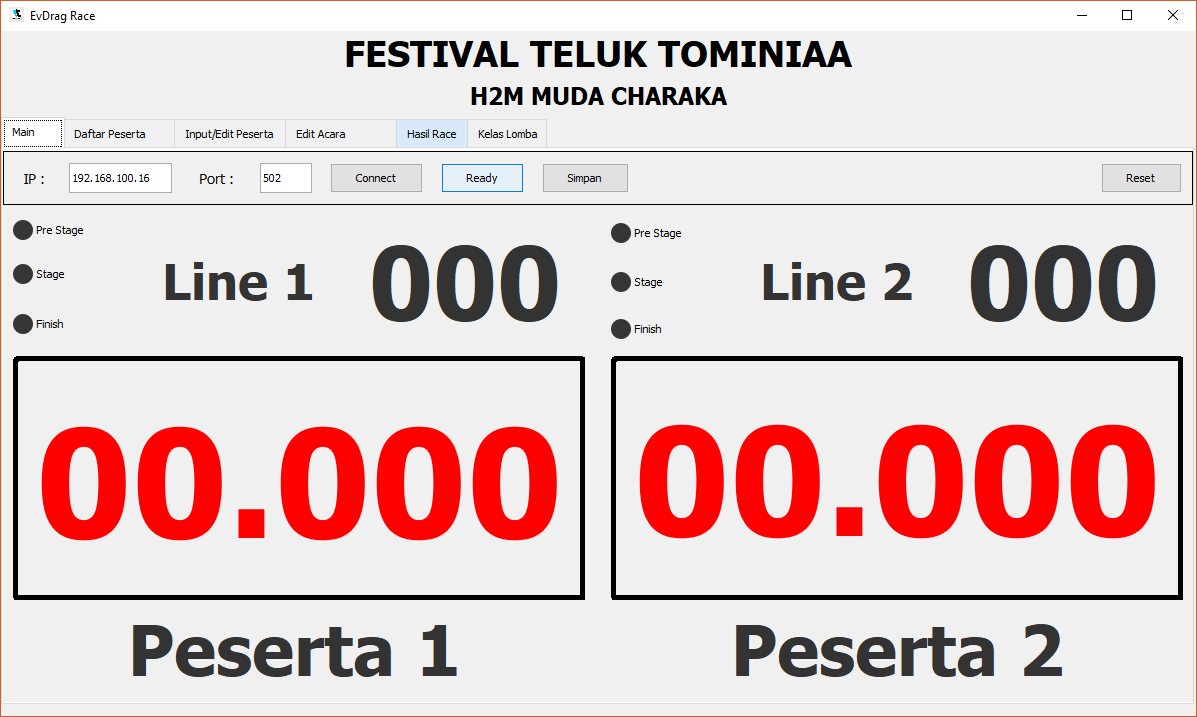 EvDrag Race
FESTIVAL TELUK TOMINIAA
H2M MUDA CHARAKA
Main Daftar Peserta Input/Edit Peserta Edit Acara Hasil Race Kelas Lomba
IP : 192.168.100.16 Port : 502 Connect Ready Simpan Reset
Pre Stage
Stage
Finish
Line 1 000
00.000
Peserta 1
Pre Stage
Stage
Finish
Line 2 000
00.000
Peserta 2